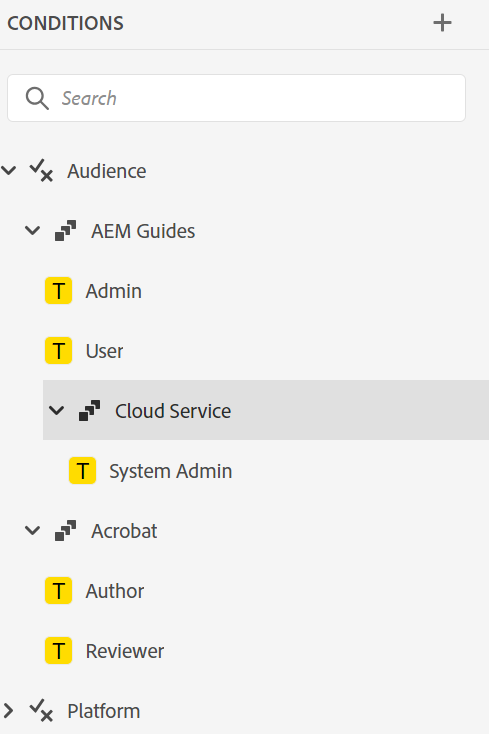 CONDITIONS
Search
Audience
AEM Guides
T Admin
T User
Cloud Service
T System Admin
Acrobat
T Author
T Reviewer
Platform